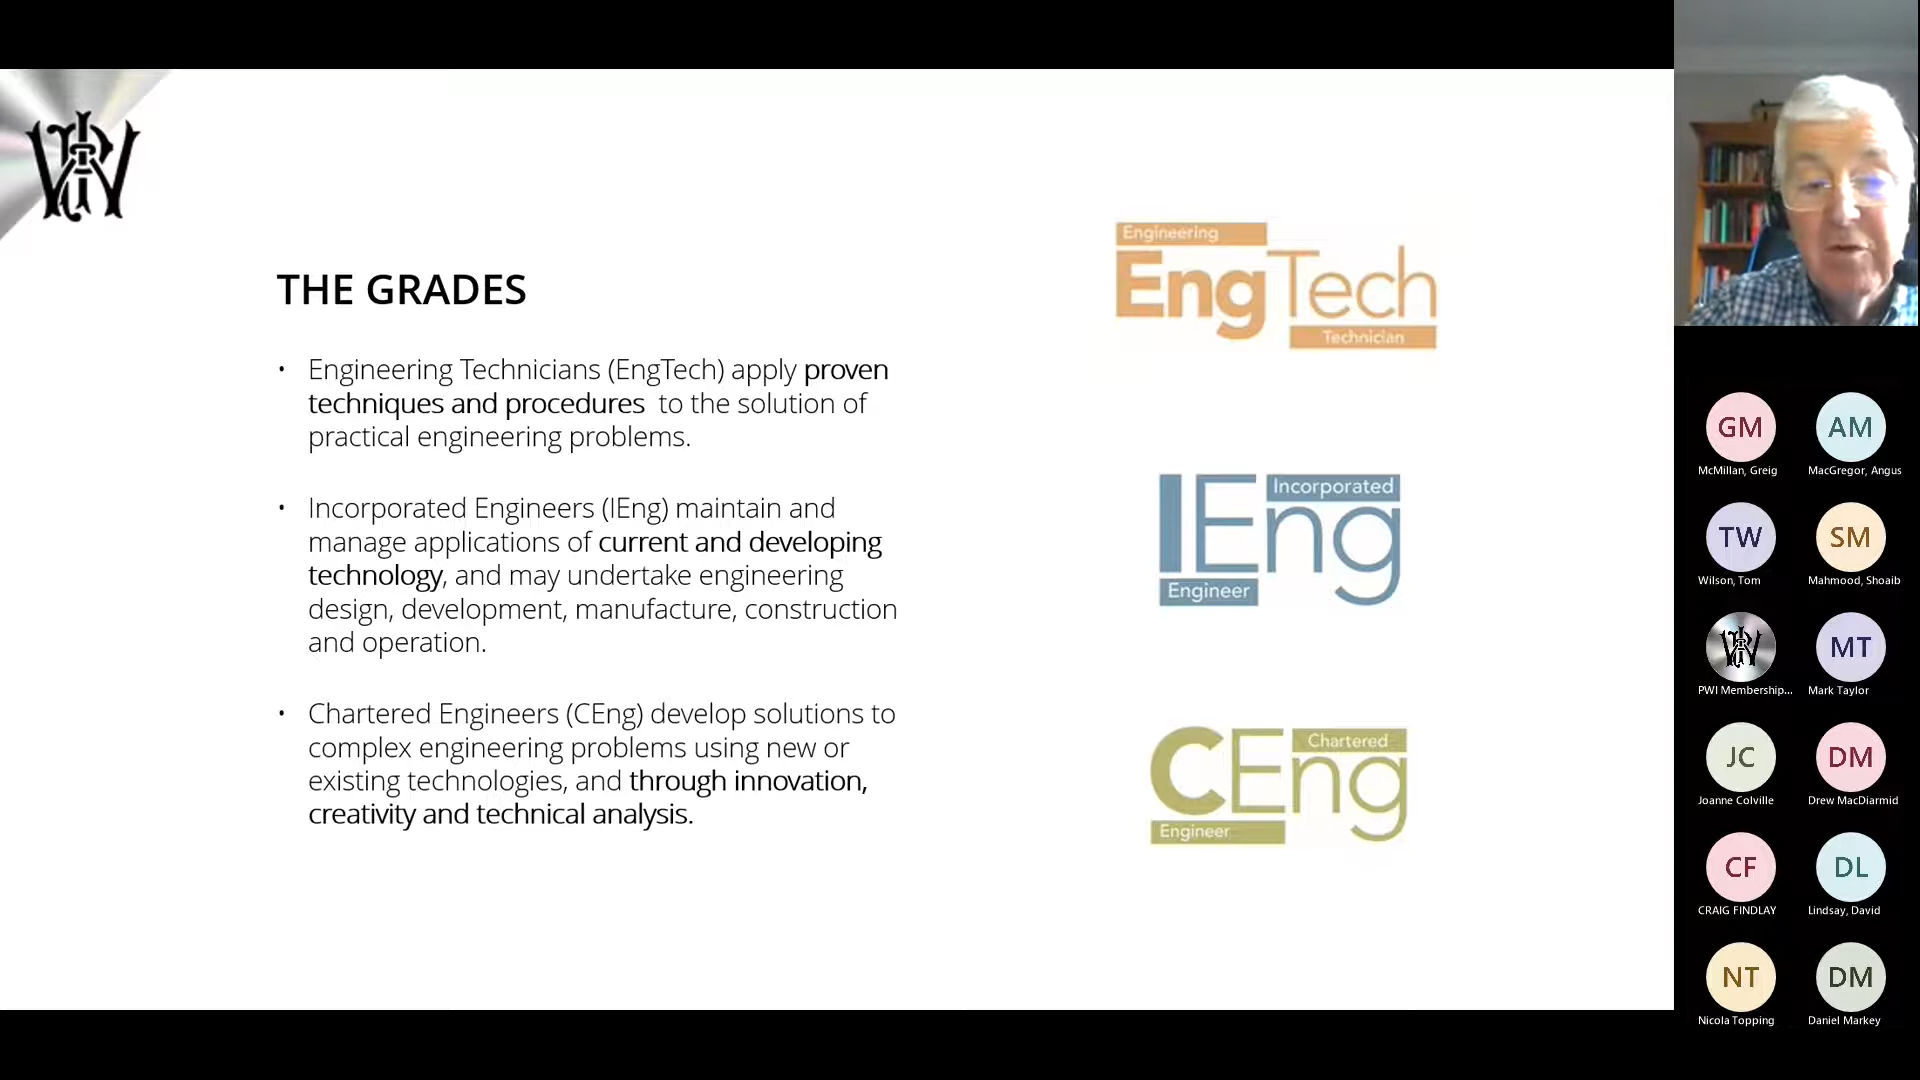 THE GRADES
• Engineering Technicians (EngTech) apply proven
techniques and procedures to the solution of
practical engineering problems.
• Incorporated Engineers (IEng) maintain and
manage applications of current and developing
technology, and may undertake engineering
design, development, manufacture, construction
and operation.
• Chartered Engineers (CEng) develop solutions to
complex engineering problems using new or
existing technologies, and through innovation,
creativity and technical analysis.
Engineering
EngTech
Technician
Incorporated
IEng
Engineer
Chartered
CEng
Engineer
GM
McMillan, Greig
AM
MacGregor, Angus
TW
Wilson, Tom
SM
Mahmood, Shoaib
PWI Membership...
MT
Mark Taylor
JC
Joanne Colville
DM
Drew MacDiarmid
CF
CRAIG FINDLAY
DL
Lindsay, David
NT
Nicola Topping
DM
Daniel Markey